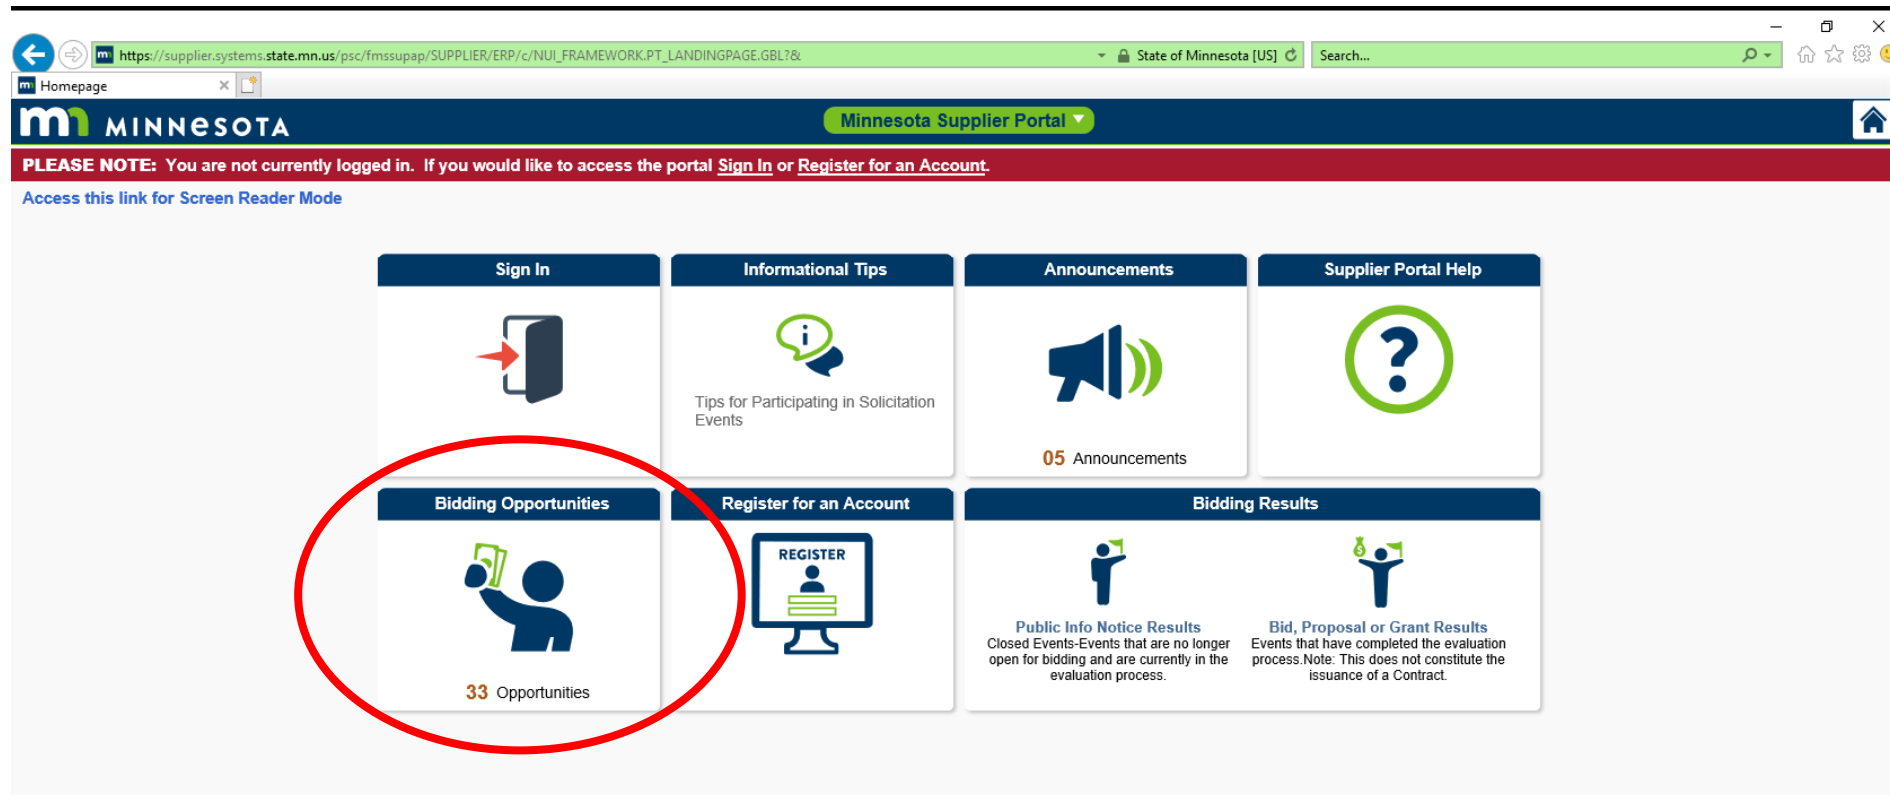 https://supplier.systems.state.mn.us/psc/fmssupap/SUPPLIER/ERP/c/NUI_FRAMEWORK.PT_LANDINGPAGE.GBL?&
State of Minnesota [US]
Search...
Homepage
mn MINNESOTA
Minnesota Supplier Portal
PLEASE NOTE: You are not currently logged in. If you would like to access the portal Sign In or Register for an Account.
Access this link for Screen Reader Mode
Sign In
Informational Tips
Tips for Participating in Solicitation
Events
Announcements
05 Announcements
Supplier Portal Help
?
Bidding Opportunities
33 Opportunities
Register for an Account
REGISTER
Bidding Results
Public Info Notice Results
Closed Events-Events that are no longer
open for bidding and are currently in the
evaluation process.
Bid, Proposal or Grant Results
Events that have completed the evaluation
process.Note: This does not constitute the
issuance of a Contract.